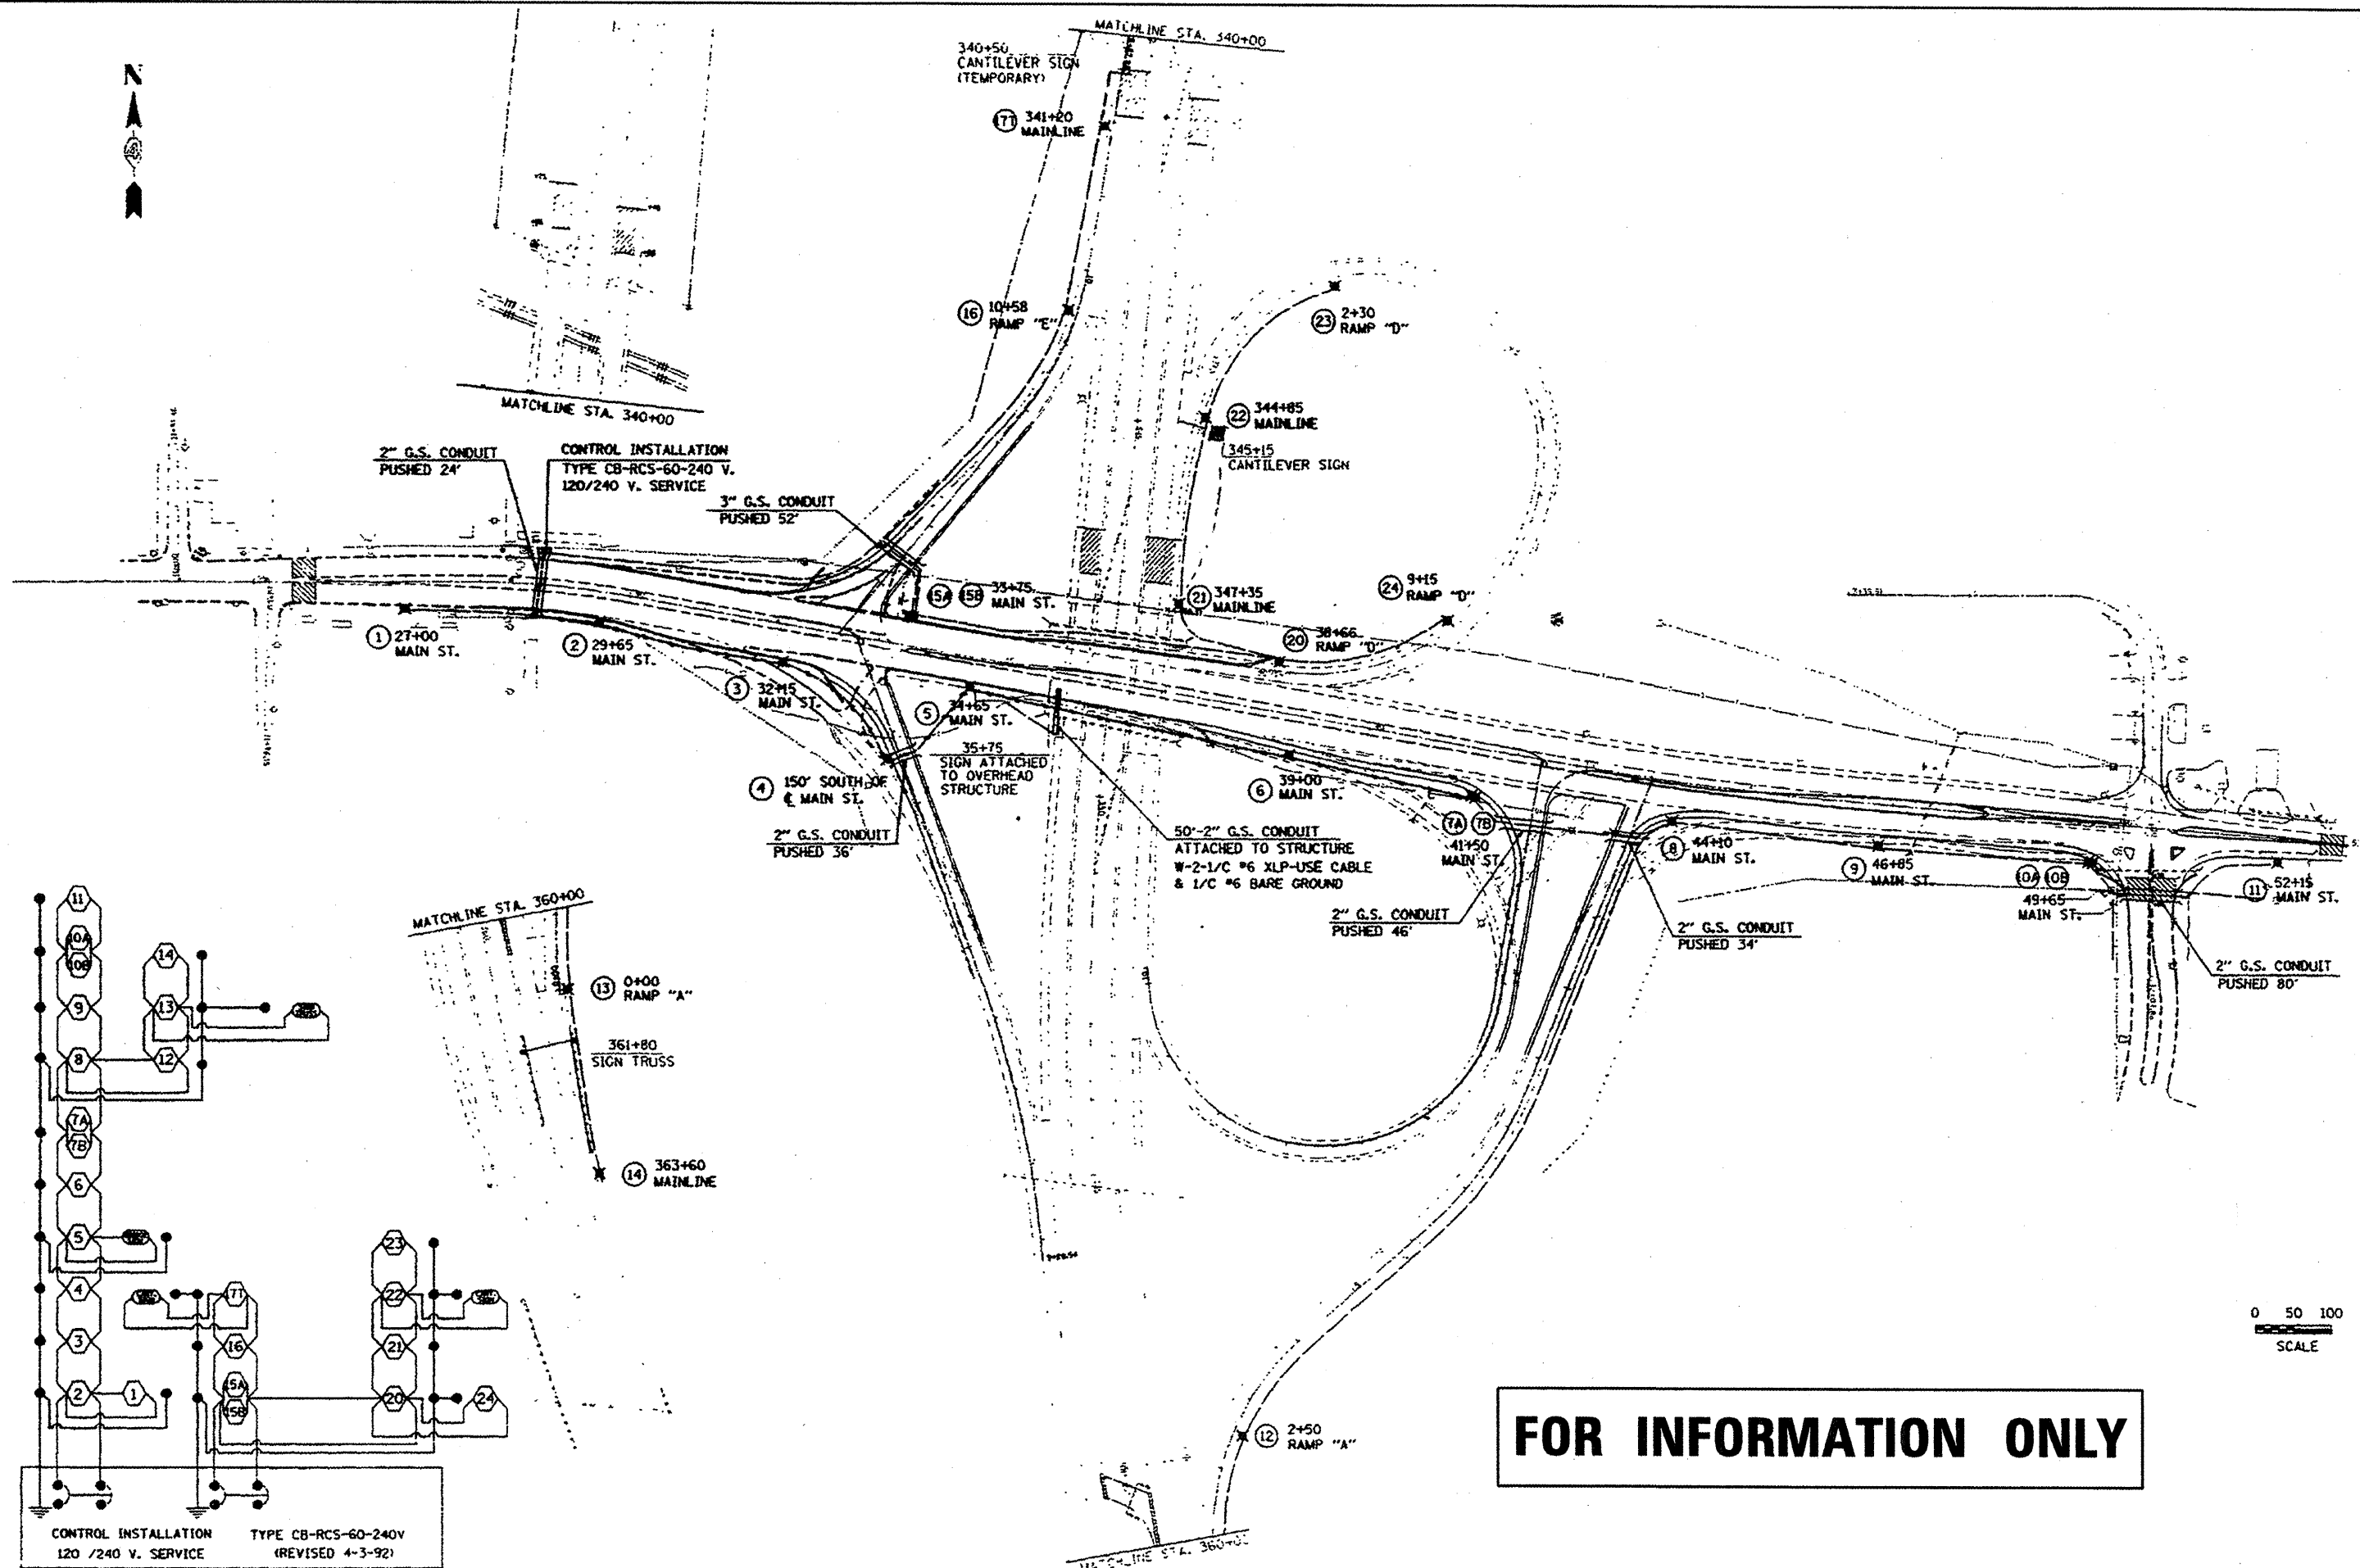 MATCHLINE STA. 340+00
N
340+50
CANTILEVER SIGN
(TEMPORARY)
17T 341+20
MAINLINE
16 10+58
RAMP "E"
23 2+30
RAMP "D"
MATCHLINE STA. 340+00
22 344+85
MAINLINE
345+15
CANTILEVER SIGN
2" G.S. CONDUIT
PUSHED 24'
CONTROL INSTALLATION
TYPE CB-RCS-60-240 V.
120/240 V. SERVICE
3" G.S. CONDUIT
PUSHED 52'
15A 15B 33+75
MAIN ST.
21 347+35
MAINLINE
24 9+15
RAMP "D"
1 27+00
MAIN ST.
2 29+65
MAIN ST.
20 38+66
RAMP "D"
3 32+15
MAIN ST.
5 34+65
MAIN ST.
35+75
SIGN ATTACHED
TO OVERHEAD
STRUCTURE
4 150' SOUTH OF
℄ MAIN ST.
6 39+00
MAIN ST.
2" G.S. CONDUIT
PUSHED 36'
50'-2" G.S. CONDUIT
ATTACHED TO STRUCTURE
W-2-1/C #6 XLP-USE CABLE
& 1/C #6 BARE GROUND
7A 7B
41+50
MAIN ST.
8 44+10
MAIN ST.
9 46+85
MAIN ST.
10A 10B
49+65
MAIN ST.
11 52+15
MAIN ST.
2" G.S. CONDUIT
PUSHED 46'
2" G.S. CONDUIT
PUSHED 34'
2" G.S. CONDUIT
PUSHED 80'
MATCHLINE STA. 360+00
13 0+00
RAMP "A"
361+80
SIGN TRUSS
14 363+60
MAINLINE
11
10A
10B
14
9
13
8
12
7A
7B
6
5
23
4
17T
22
3
16
21
2
1
15A
15B
20
24
0 50 100
SCALE
12 2+50
RAMP "A"
FOR INFORMATION ONLY
CONTROL INSTALLATION TYPE CB-RCS-60-240V
120 /240 V. SERVICE (REVISED 4-3-92)
MATCHLINE STA. 360+00